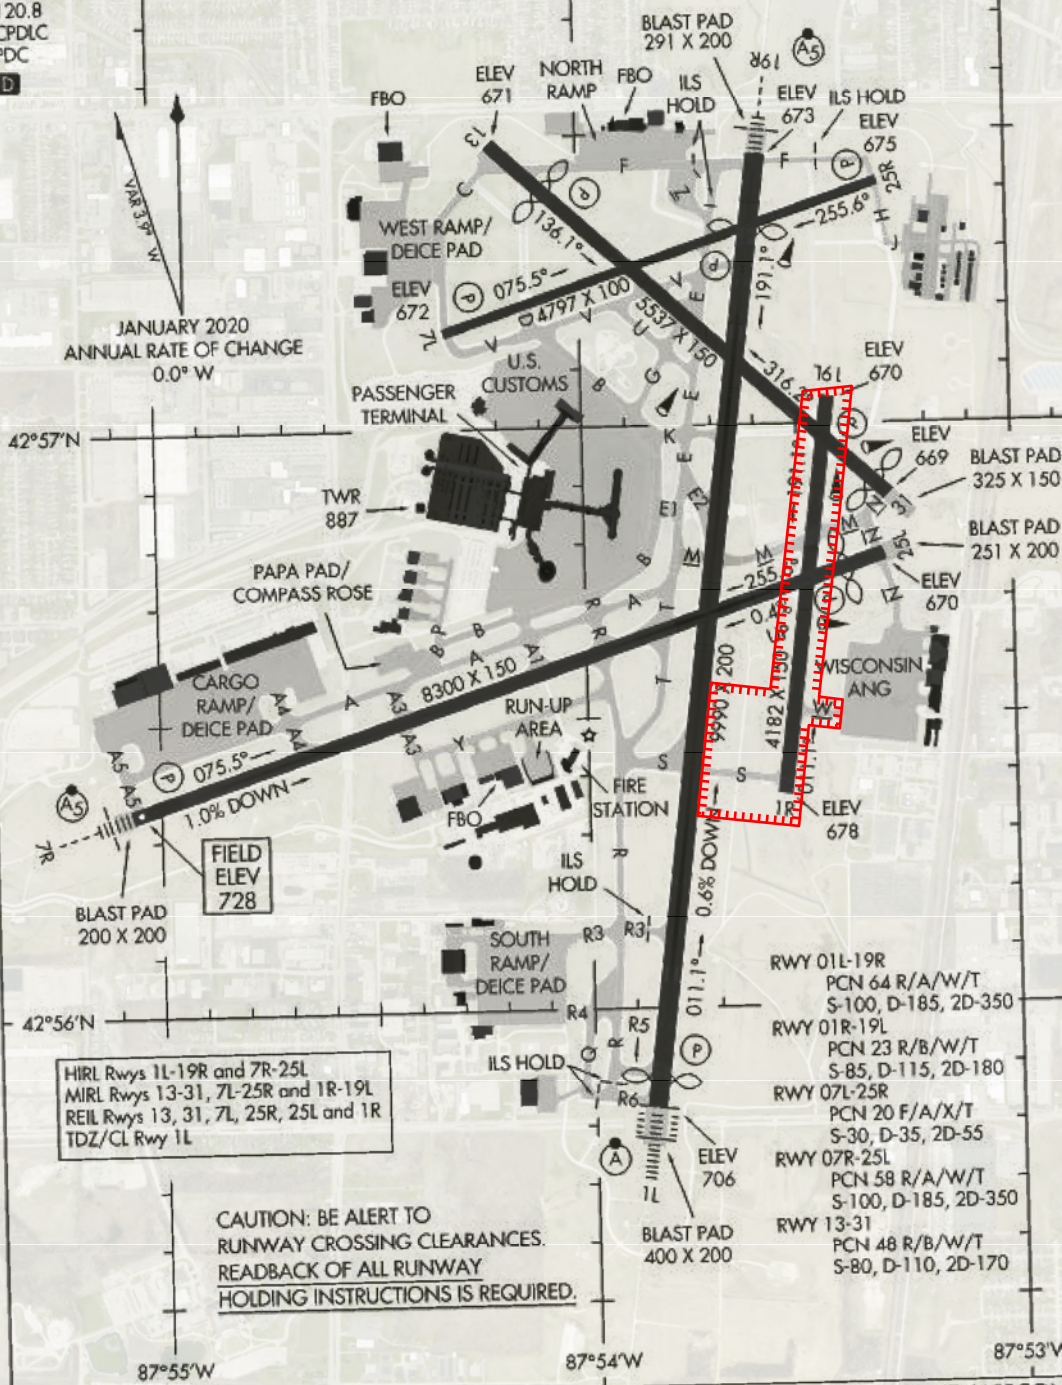 120.8
CPDLC
PDC
D
BLAST PAD
291 X 200
19R
A5
ELEV
671
NORTH
RAMP
FBO
ILS
HOLD
ELEV
673
ILS HOLD
ELEV
675
FBO
13
F
F
P
25R
C
Z
P
H
VAR 3.9° W
WEST RAMP/
DEICE PAD
136.1°
255.6°
P
191.1°
ELEV
672
P
075.5°
4797 X 100
V
E
7L
V
D
V
U
5537 X 150
JANUARY 2020
ANNUAL RATE OF CHANGE
0.0° W
U.S.
CUSTOMS
B
G
E
316.2
19L
ELEV
670
PASSENGER
TERMINAL
P
42°57'N
K
E
ELEV
669
BLAST PAD
325 X 150
TWR
887
E1
E2
N
31
M
N
BLAST PAD
251 X 200
25L
M
M
B
255.
PAPA PAD/
COMPASS ROSE
ELEV
670
N
R
A
T
0.4
R
T
B
P
B
A
A1
8300 X 150
T
9990 X 200
4182 X 150
WISCONSIN
ANG
W
CARGO
RAMP/
DEICE PAD
A4
A4
A
A3
A3
Y
RUN-UP
AREA
S
S
A5
A5
P
075.5°
1.0% DOWN
A5
FBO
FIRE
STATION
011.1
1R
ELEV
678
7R
FIELD
ELEV
728
R
ILS
HOLD
0.6% DOWN
BLAST PAD
200 X 200
SOUTH
RAMP/
DEICE PAD
R3
R3
011.1°
RWY 01L-19R
PCN 64 R/A/W/T
S-100, D-185, 2D-350
RWY 01R-19L
PCN 23 R/B/W/T
S-85, D-115, 2D-180
RWY 07L-25R
PCN 20 F/A/X/T
S-30, D-35, 2D-55
RWY 07R-25L
PCN 58 R/A/W/T
S-100, D-185, 2D-350
RWY 13-31
PCN 48 R/B/W/T
S-80, D-110, 2D-170
42°56'N
R4
R5
P
Q
R
ILS HOLD
R6
HIRL Rwys 1L-19R and 7R-25L
MIRL Rwys 13-31, 7L-25R and 1R-19L
REIL Rwys 13, 31, 7L, 25R, 25L and 1R
TDZ/CL Rwy 1L
A
ELEV
706
1L
BLAST PAD
400 X 200
CAUTION: BE ALERT TO
RUNWAY CROSSING CLEARANCES.
READBACK OF ALL RUNWAY
HOLDING INSTRUCTIONS IS REQUIRED.
87°55'W
87°54'W
87°53'W